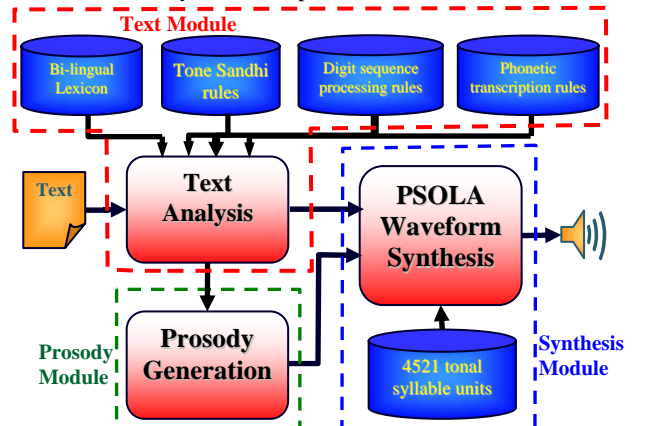 Text Module
Bi-lingual
Lexicon
Tone Sandhi
rules
Digit sequence
processing rules
Phonetic
transcription rules
Text
Text
Analysis
PSOLA
Waveform
Synthesis
Prosody
Module
Prosody
Generation
4521 tonal
syllable units
Synthesis
Module